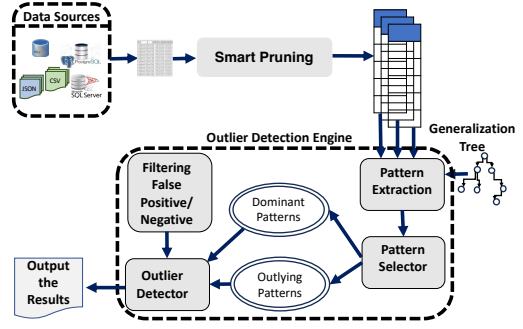 Data Sources
PostgreSQL
JSON
CSV
SQL Server
Smart Pruning
Outlier Detection Engine
Generalization
Tree
Filtering
False
Positive/
Negative
Dominant
Patterns
Pattern
Extraction
Pattern
Selector
Outlying
Patterns
Outlier
Detector
Output
the
Results